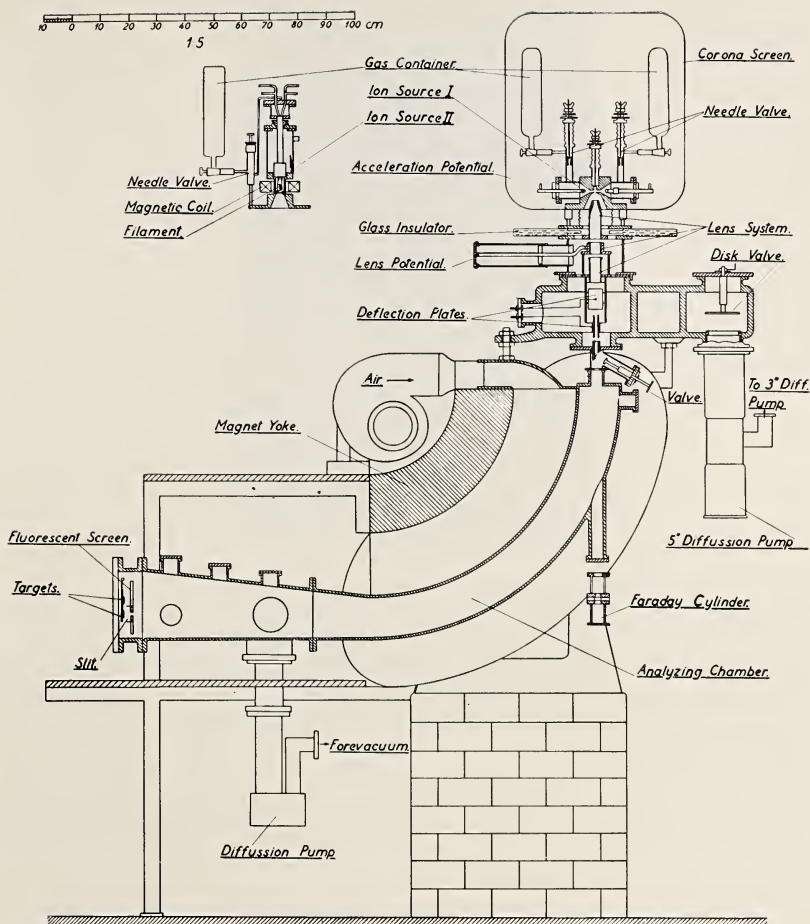 10 0 10 20 30 40 50 60 70 80 90 100 cm
1:5
Gas Container.
Corona Screen.
Ion Source I
Ion Source II
Needle Valve.
Acceleration Potential.
Needle Valve.
Magnetic Coil.
Filament.
Glass Insulator.
Lens System.
Lens Potential.
Disk Valve.
Deflection Plates.
Air
Valve.
To 3" Diff.
Pump
Magnet Yoke.
Fluorescent Screen.
5" Diffussion Pump
Targets.
Faraday Cylinder.
Slit.
Analyzing Chamber.
Forevacuum.
Diffussion Pump